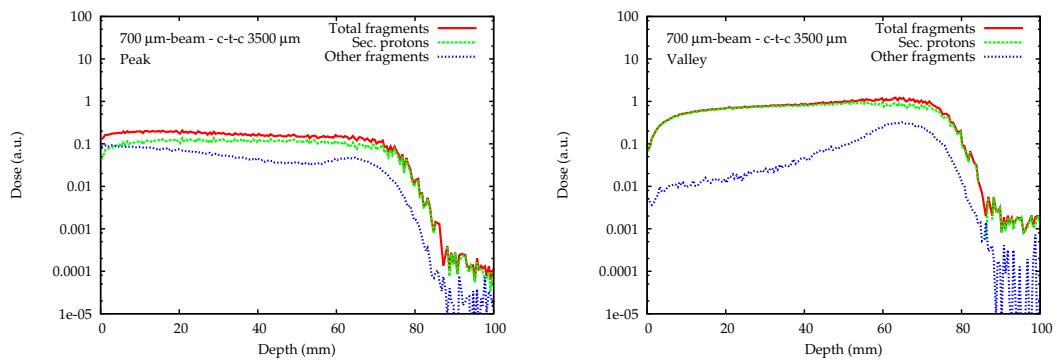 100
10
1
0.1
0.01
0.001
0.0001
1e-05
0 20 40 60 80 100
Dose (a.u.)
Depth (mm)
700 µm-beam - c-t-c 3500 µm
Peak
Total fragments
Sec. protons
Other fragments
100
10
1
0.1
0.01
0.001
0.0001
1e-05
0 20 40 60 80 100
Dose (a.u.)
Depth (mm)
700 µm-beam - c-t-c 3500 µm
Valley
Total fragments
Sec. protons
Other fragments